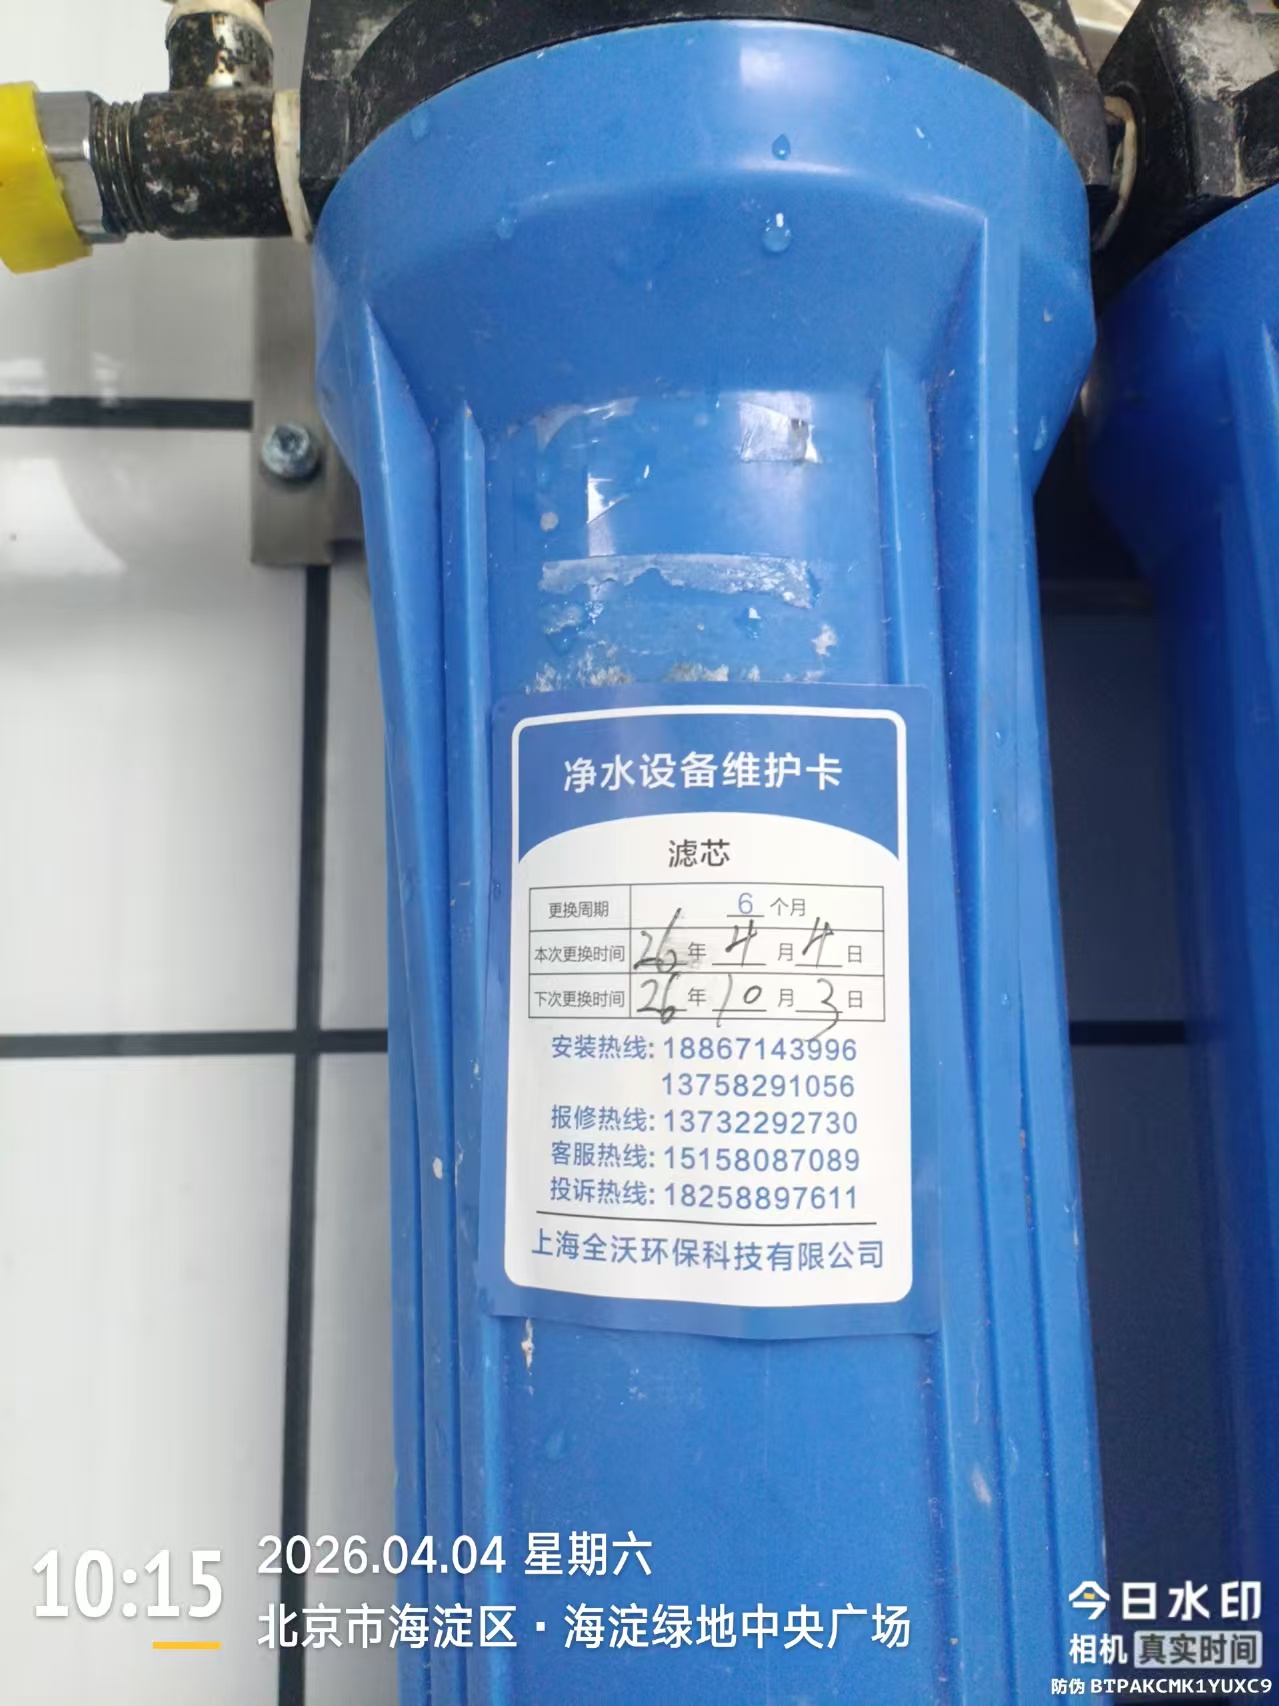 净水设备维护卡
滤芯
更换周期 6 个月
本次更换时间 26 年 4 月 4 日
下次更换时间 26 年 10 月 3 日
安装热线: 18867143996
13758291056
报修热线: 13732292730
客服热线: 15158087089
投诉热线: 18258897611
上海全沃环保科技有限公司
10:15
2026.04.04 星期六
北京市海淀区·海淀绿地中央广场
今日水印
相机 真实时间
防伪 BTPAKCMK1YUXC9